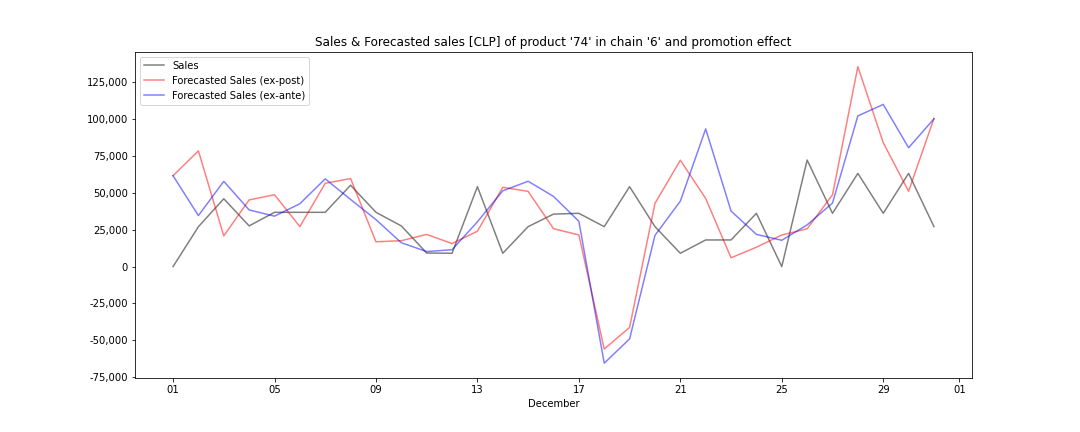 Sales & Forecasted sales [CLP] of product '74' in chain '6' and promotion effect
Sales
Forecasted Sales (ex-post)
Forecasted Sales (ex-ante)
125,000
100,000
75,000
50,000
25,000
0
-25,000
-50,000
-75,000
01 05 09 13 17 21 25 29 01
December